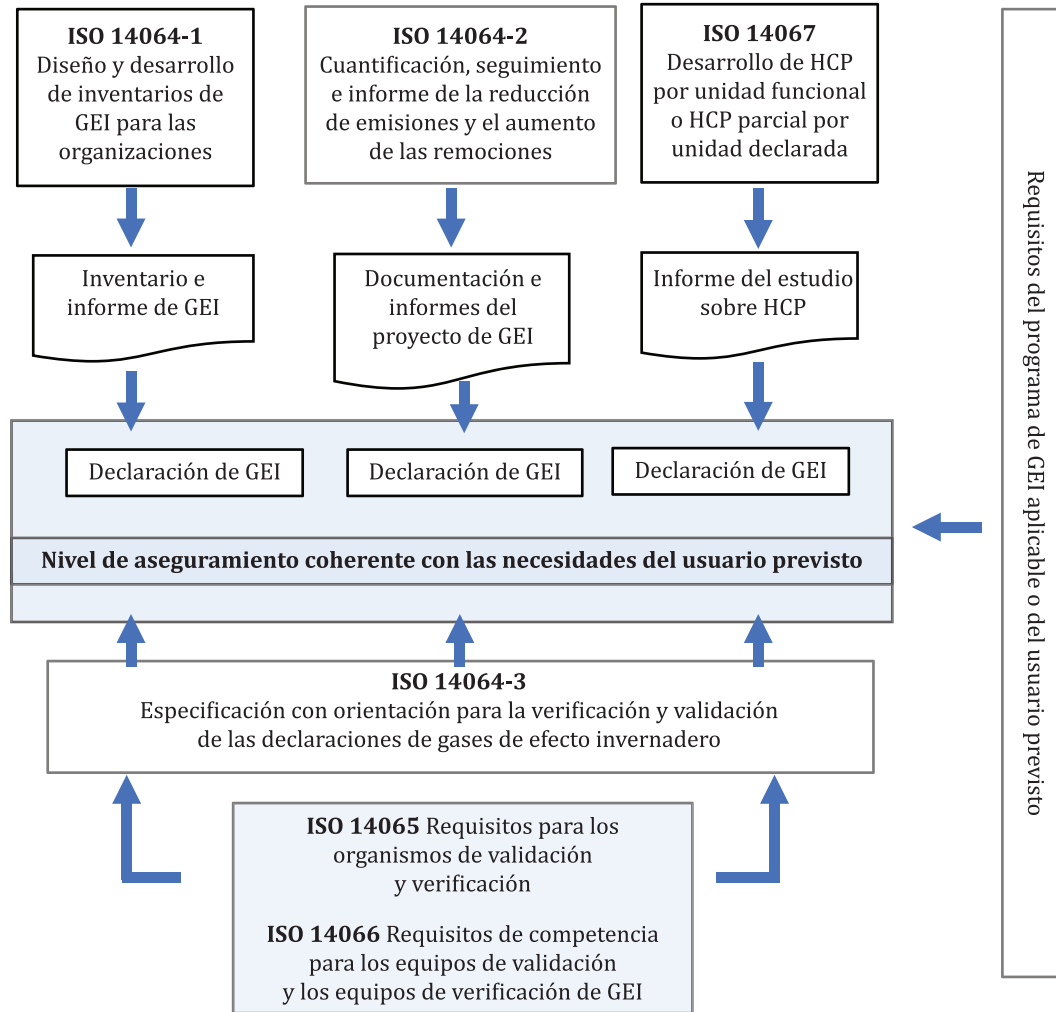 ISO 14064-1
Diseño y desarrollo
de inventarios de
GEI para las
organizaciones
ISO 14064-2
Cuantificación, seguimiento
e informe de la reducción
de emisiones y el aumento
de las remociones
ISO 14067
Desarrollo de HCP
por unidad funcional
o HCP parcial por
unidad declarada
Inventario e
informe de GEI
Documentación e
informes del
proyecto de GEI
Informe del estudio
sobre HCP
Declaración de GEI
Declaración de GEI
Declaración de GEI
Nivel de aseguramiento coherente con las necesidades del usuario previsto
ISO 14064-3
Especificación con orientación para la verificación y validación
de las declaraciones de gases de efecto invernadero
ISO 14065 Requisitos para los
organismos de validación
y verificación
ISO 14066 Requisitos de competencia
para los equipos de validación
y los equipos de verificación de GEI
Requisitos del programa de GEI aplicable o del usuario previsto